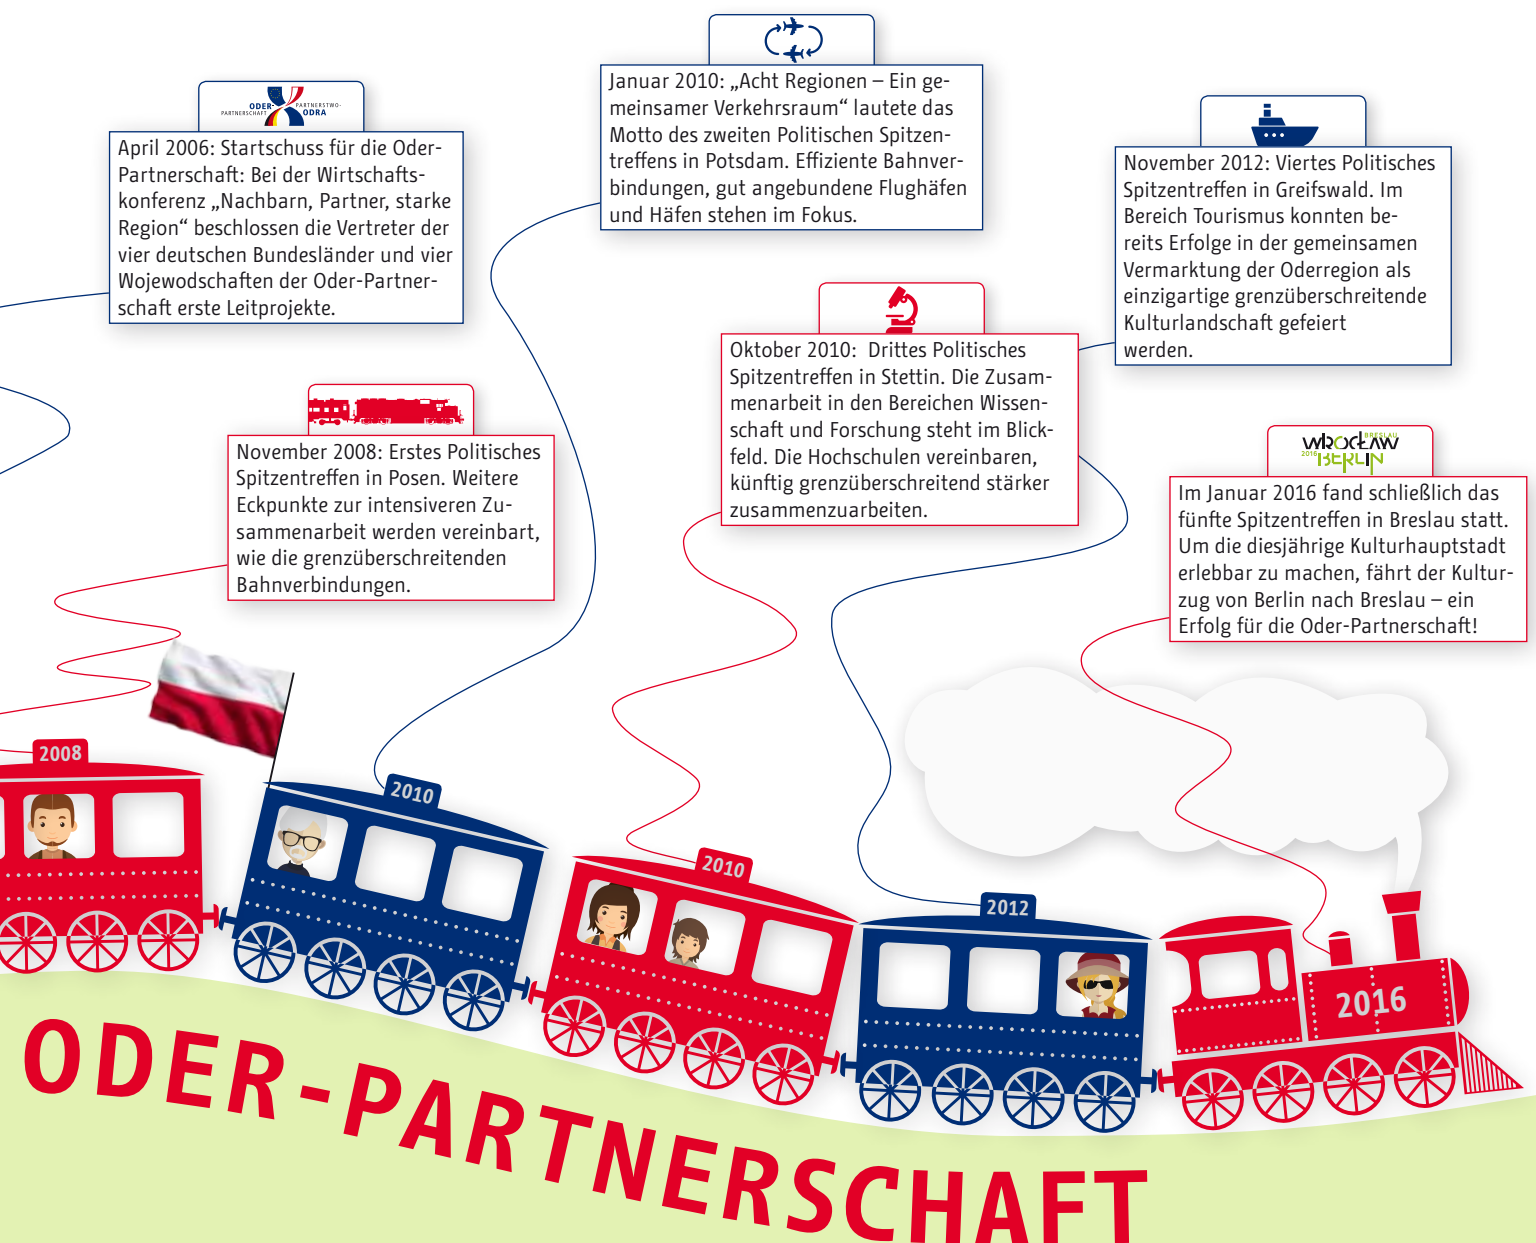 ODER-
PARTNERSCHAFT
PARTNERSTWO-
ODRA
April 2006: Startschuss für die Oder-
Partnerschaft: Bei der Wirtschafts-
konferenz „Nachbarn, Partner, starke
Region“ beschlossen die Vertreter der
vier deutschen Bundesländer und vier
Wojewodschaften der Oder-Partner-
schaft erste Leitprojekte.
November 2008: Erstes Politisches
Spitzentreffen in Posen. Weitere
Eckpunkte zur intensiveren Zu-
sammenarbeit werden vereinbart,
wie die grenzüberschreitenden
Bahnverbindungen.
Januar 2010: „Acht Regionen – Ein ge-
meinsamer Verkehrsraum“ lautete das
Motto des zweiten Politischen Spitzen-
treffens in Potsdam. Effiziente Bahnver-
bindungen, gut angebundene Flughäfen
und Häfen stehen im Fokus.
Oktober 2010:  Drittes Politisches
Spitzentreffen in Stettin. Die Zusam-
menarbeit in den Bereichen Wissen-
schaft und Forschung steht im Blick-
feld. Die Hochschulen vereinbaren,
künftig grenzüberschreitend stärker
zusammenzuarbeiten.
November 2012: Viertes Politisches
Spitzentreffen in Greifswald. Im
Bereich Tourismus konnten be-
reits Erfolge in der gemeinsamen
Vermarktung der Oderregion als
einzigartige grenzüberschreitende
Kulturlandschaft gefeiert
werden.
BRESLAU
WROCŁAW
2016 BERLIN
Im Januar 2016 fand schließlich das
fünfte Spitzentreffen in Breslau statt.
Um die diesjährige Kulturhauptstadt
erlebbar zu machen, fährt der Kultur-
zug von Berlin nach Breslau – ein
Erfolg für die Oder-Partnerschaft!
2008
2010
2010
2012
2016
ODER-PARTNERSCHAFT